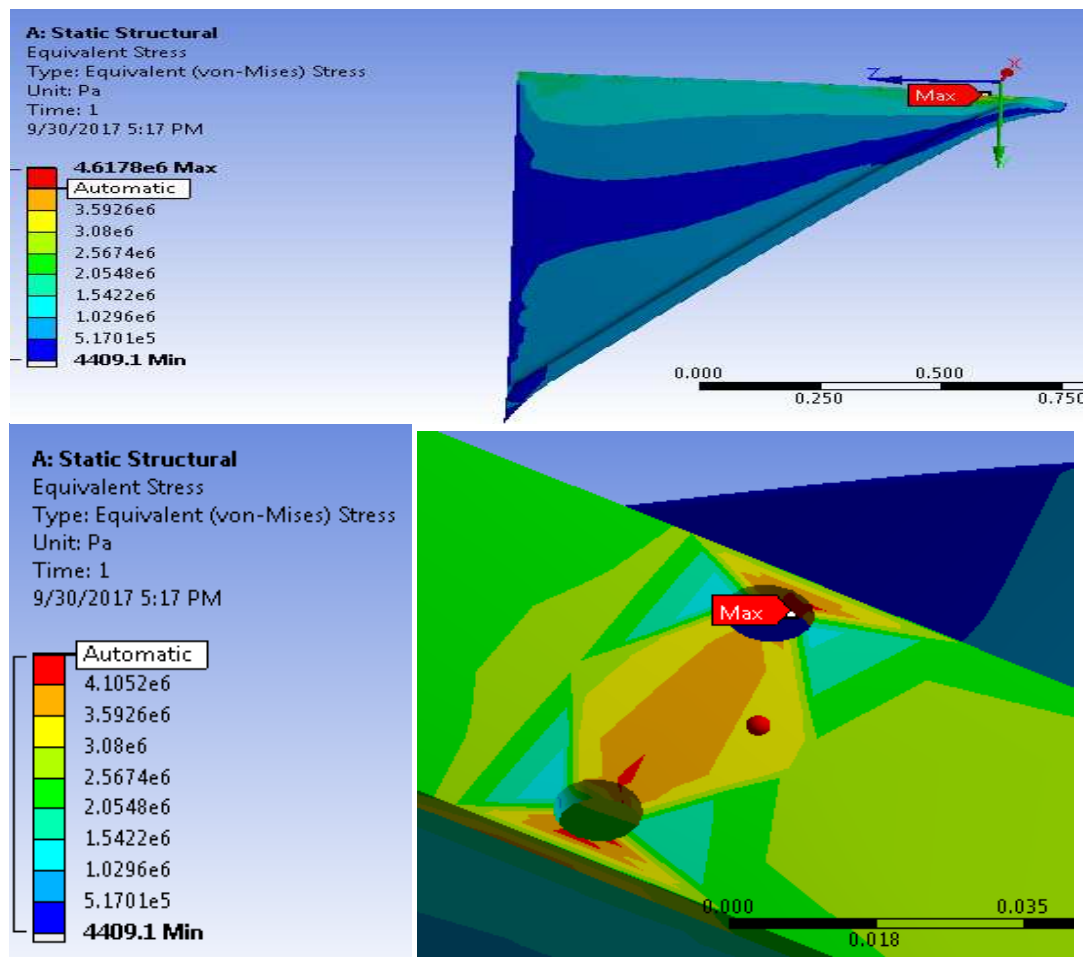 A: Static Structural
Equivalent Stress
Type: Equivalent (von-Mises) Stress
Unit: Pa
Time: 1
9/30/2017 5:17 PM
4.6178e6 Max
Automatic
3.5926e6
3.08e6
2.5674e6
2.0548e6
1.5422e6
1.0296e6
5.1701e5
4409.1 Min
Z
X
Max
Y
0.000
0.500
0.250
0.750
A: Static Structural
Equivalent Stress
Type: Equivalent (von-Mises) Stress
Unit: Pa
Time: 1
9/30/2017 5:17 PM
Automatic
4.1052e6
3.5926e6
3.08e6
2.5674e6
2.0548e6
1.5422e6
1.0296e6
5.1701e5
4409.1 Min
Max
0.000
0.035
0.018